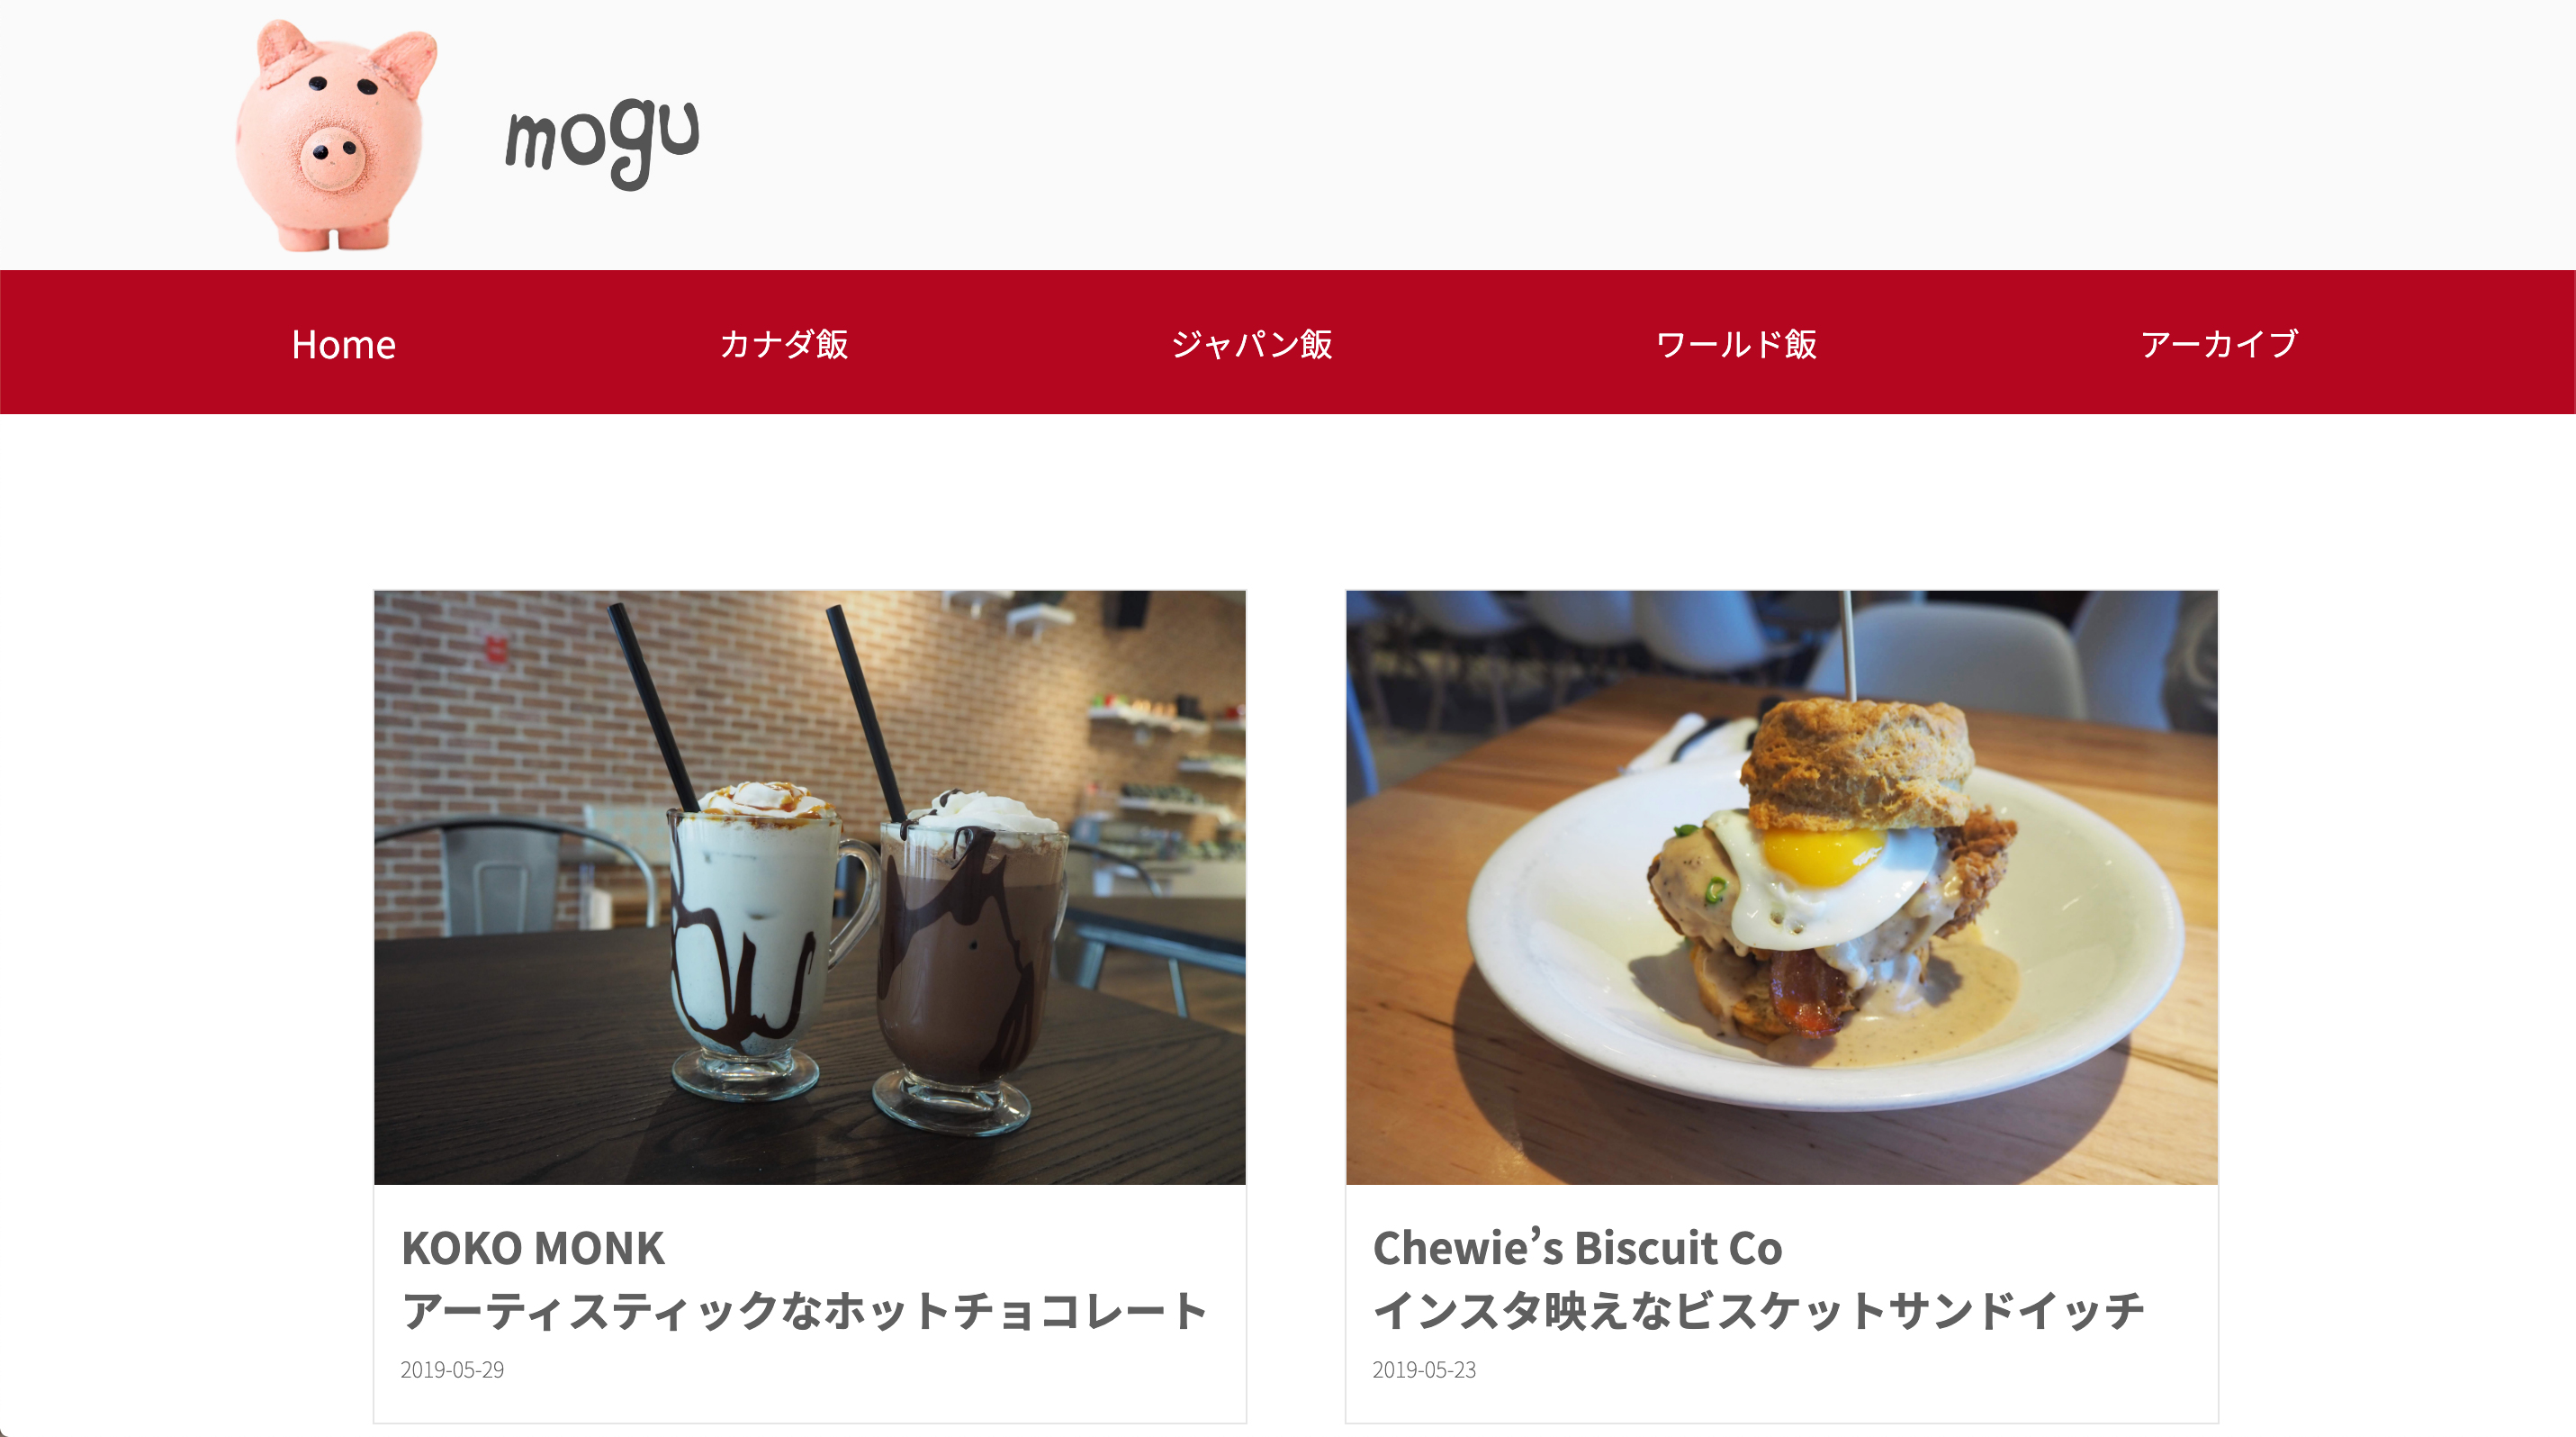 mogu
Home
カナダ飯
ジャパン飯
ワールド飯
アーカイブ
KOKO MONK
アーティスティックなホットチョコレート
2019-05-29
Chewie’s Biscuit Co
インスタ映えなビスケットサンドイッチ
2019-05-23